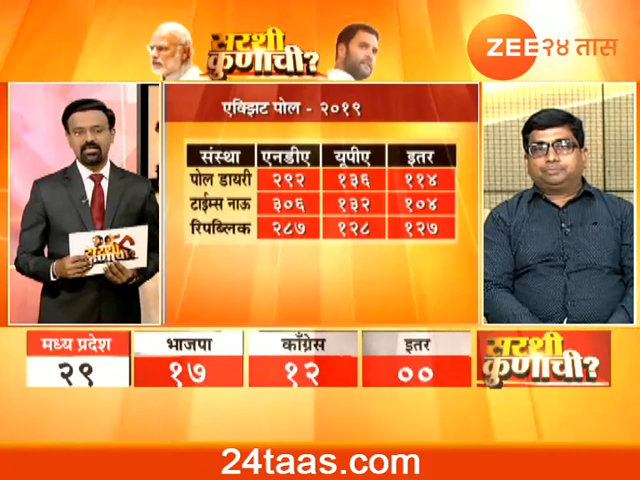 सरशी
कुणाची?
ZEE २४ तास
एक्झिट पोल - २०१९
संस्था एनडीए यूपीए इतर
पोल डायरी २९२ १३६ ११४
टाईम्स नाऊ ३०६ १३२ १०४
रिपब्लिक २८७ १२८ १२७
सरशी
कुणाची?
मध्य प्रदेश भाजपा काँग्रेस इतर
२९ १७ १२ ००
सरशी
कुणाची?
24taas.com